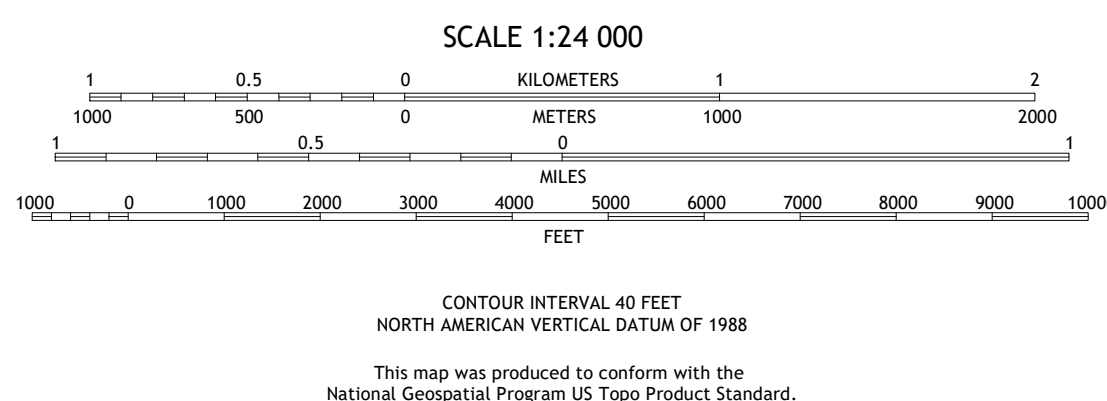 SCALE 1:24 000
1 0.5 0 KILOMETERS 1 2
1000 500 0 METERS 1000 2000
1 0.5 0 1
MILES
1000 0 1000 2000 3000 4000 5000 6000 7000 8000 9000 1000
FEET
CONTOUR INTERVAL 40 FEET
NORTH AMERICAN VERTICAL DATUM OF 1988
This map was produced to conform with the
National Geospatial Program US Topo Product Standard.